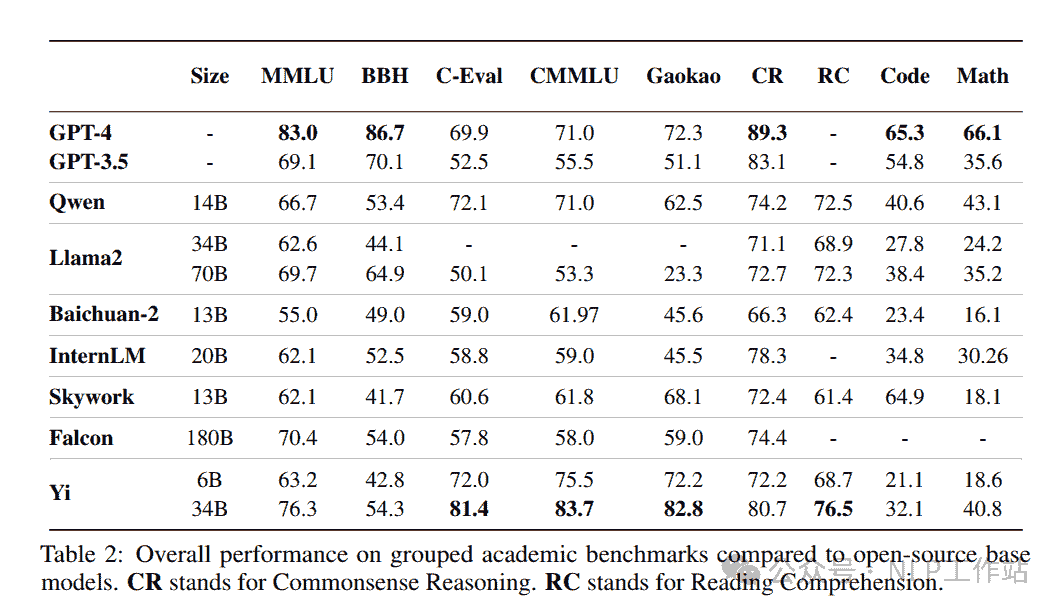 Size MMLU BBH C-Eval CMMLU Gaokao CR RC Code Math
GPT-4 - 83.0 86.7 69.9 71.0 72.3 89.3 - 65.3 66.1
GPT-3.5 - 69.1 70.1 52.5 55.5 51.1 83.1 - 54.8 35.6
Qwen 14B 66.7 53.4 72.1 71.0 62.5 74.2 72.5 40.6 43.1
Llama2 34B 62.6 44.1 - - - 71.1 68.9 27.8 24.2
70B 69.7 64.9 50.1 53.3 23.3 72.7 72.3 38.4 35.2
Baichuan-2 13B 55.0 49.0 59.0 61.97 45.6 66.3 62.4 23.4 16.1
InternLM 20B 62.1 52.5 58.8 59.0 45.5 78.3 - 34.8 30.26
Skywork 13B 62.1 41.7 60.6 61.8 68.1 72.4 61.4 64.9 18.1
Falcon 180B 70.4 54.0 57.8 58.0 59.0 74.4 - - -
Yi 6B 63.2 42.8 72.0 75.5 72.2 72.2 68.7 21.1 18.6
34B 76.3 54.3 81.4 83.7 82.8 80.7 76.5 32.1 40.8
Table 2: Overall performance on grouped academic benchmarks compared to open-source base
models. CR stands for Commonsense Reasoning. RC stands for Reading Comprehension.
公众号 · NLP工作站